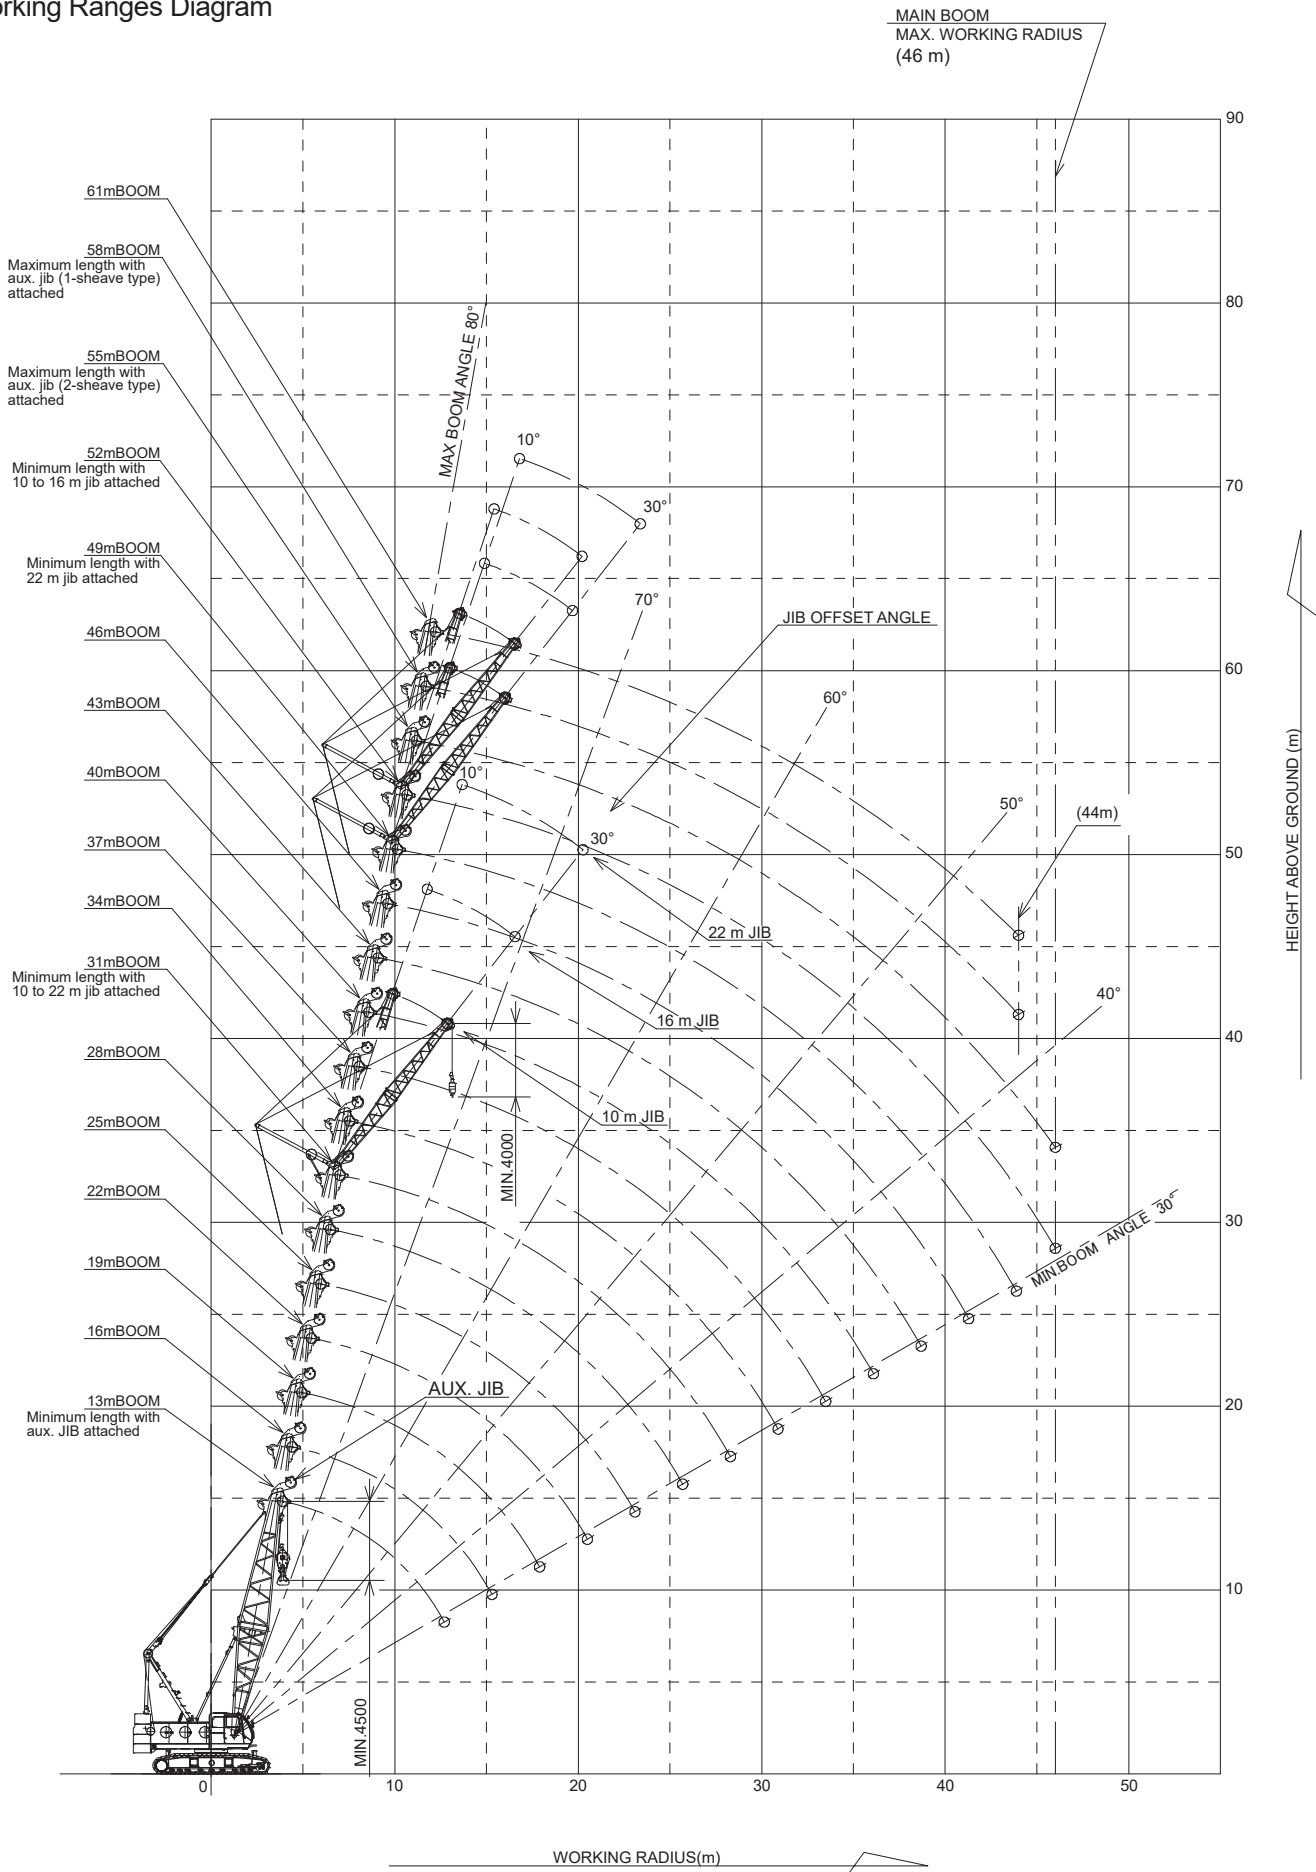 rking Ranges Diagram
MAIN BOOM
MAX. WORKING RADIUS
(46 m)
90
61mBOOM
58mBOOM
Maximum length with
aux. jib (1-sheave type)
attached
80
MAX BOOM ANGLE 80°
55mBOOM
Maximum length with
aux. jib (2-sheave type)
attached
10°
52mBOOM
Minimum length with
10 to 16 m jib attached
70
30°
49mBOOM
Minimum length with
22 m jib attached
70°
JIB OFFSET ANGLE
46mBOOM
60
60°
43mBOOM
HEIGHT ABOVE GROUND (m)
40mBOOM
10°
50°
(44m)
37mBOOM
30°
50
34mBOOM
22 m JIB
31mBOOM
Minimum length with
10 to 22 m jib attached
40°
16 m JIB
40
28mBOOM
10 m JIB
25mBOOM
MIN.4000
22mBOOM
30
MIN.BOOM ANGLE 30°
19mBOOM
16mBOOM
AUX. JIB
20
13mBOOM
Minimum length with
aux. JIB attached
10
MIN.4500
0
10
20
30
40
50
WORKING RADIUS(m)